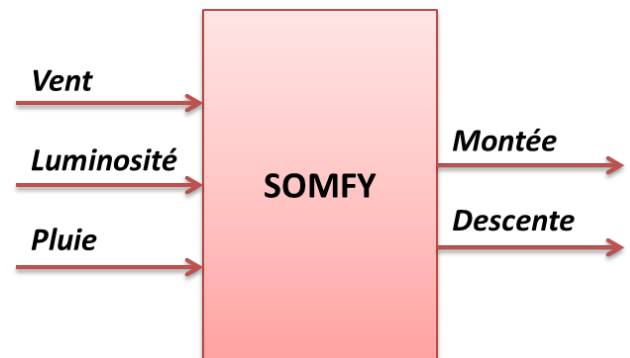 Vent
Luminosité
Pluie
SOMFY
Montée
Descente